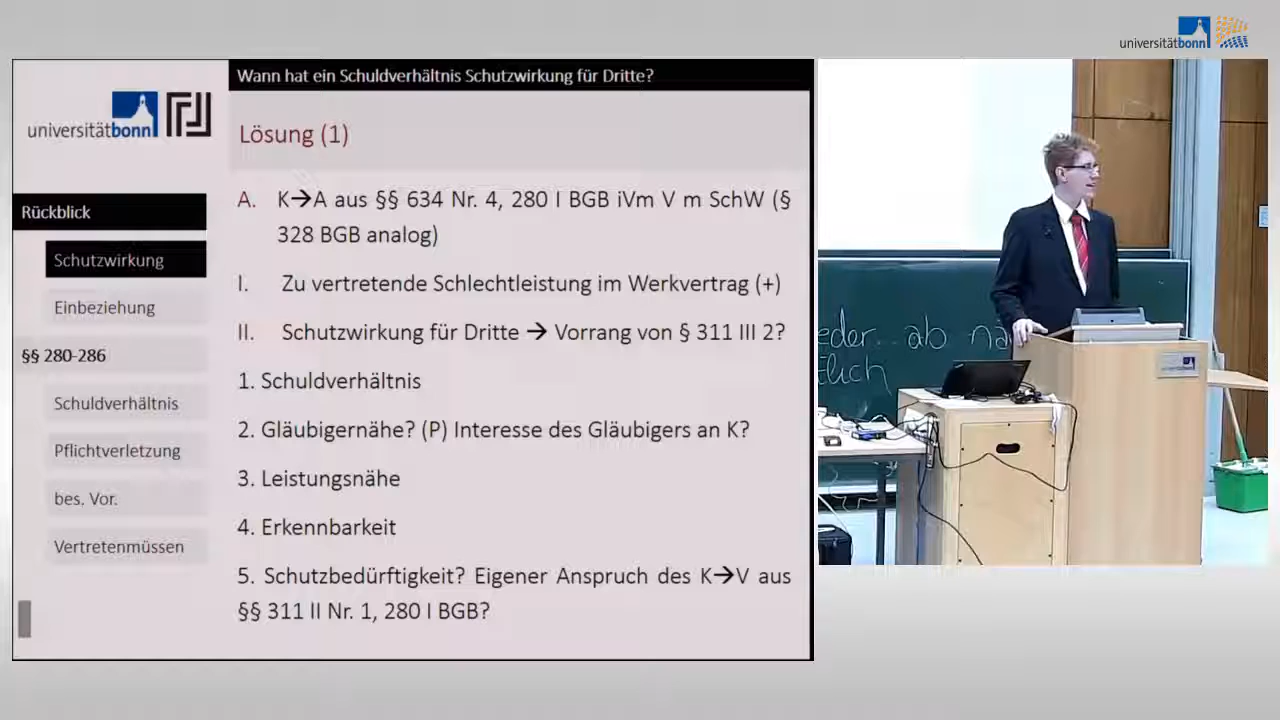 universitätbonn
Wann hat ein Schuldverhältnis Schutzwirkung für Dritte?
universitätbonn
Lösung (1)
Rückblick
Schutzwirkung
Einbeziehung
§§ 280-286
Schuldverhältnis
Pflichtverletzung
bes. Vor.
Vertretenmüssen
A. K→A aus §§ 634 Nr. 4, 280 I BGB iVm V m SchW (§
328 BGB analog)
I. Zu vertretende Schlechtleistung im Werkvertrag (+)
II. Schutzwirkung für Dritte → Vorrang von § 311 III 2?
1. Schuldverhältnis
2. Gläubigernähe? (P) Interesse des Gläubigers an K?
3. Leistungsnähe
4. Erkennbarkeit
5. Schutzbedürftigkeit? Eigener Anspruch des K→V aus
§§ 311 II Nr. 1, 280 I BGB?
eder ab na
tlich